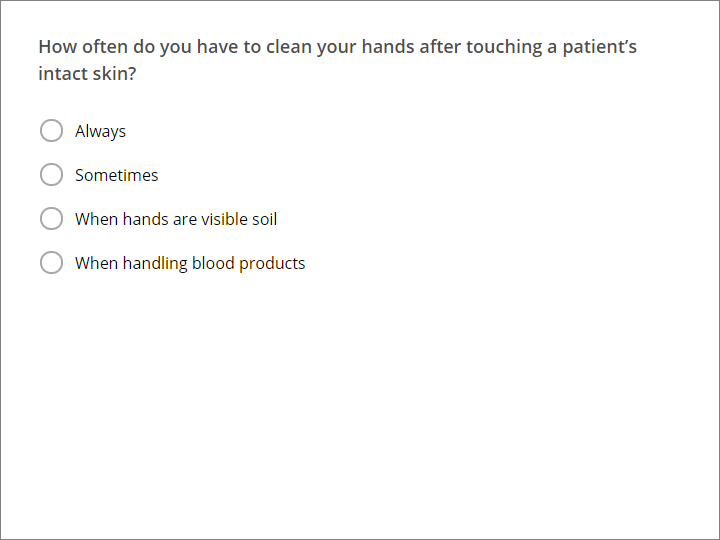 How often do you have to clean your hands after touching a patient’s
intact skin?
Always
Sometimes
When hands are visible soil
When handling blood products